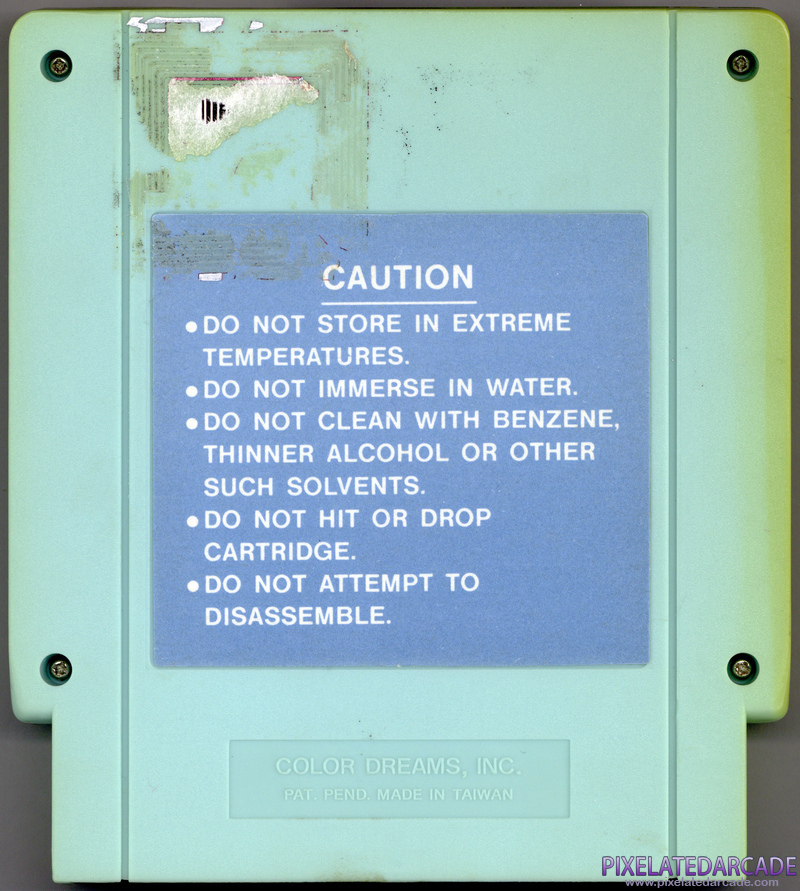 CAUTION
●DO NOT STORE IN EXTREME
TEMPERATURES.
●DO NOT IMMERSE IN WATER.
●DO NOT CLEAN WITH BENZENE,
THINNER ALCOHOL OR OTHER
SUCH SOLVENTS.
●DO NOT HIT OR DROP
CARTRIDGE.
●DO NOT ATTEMPT TO
DISASSEMBLE.
COLOR DREAMS, INC.
PAT. PEND. MADE IN TAIWAN
PIXELATEDARCADE
www.pixelatedarcade.com